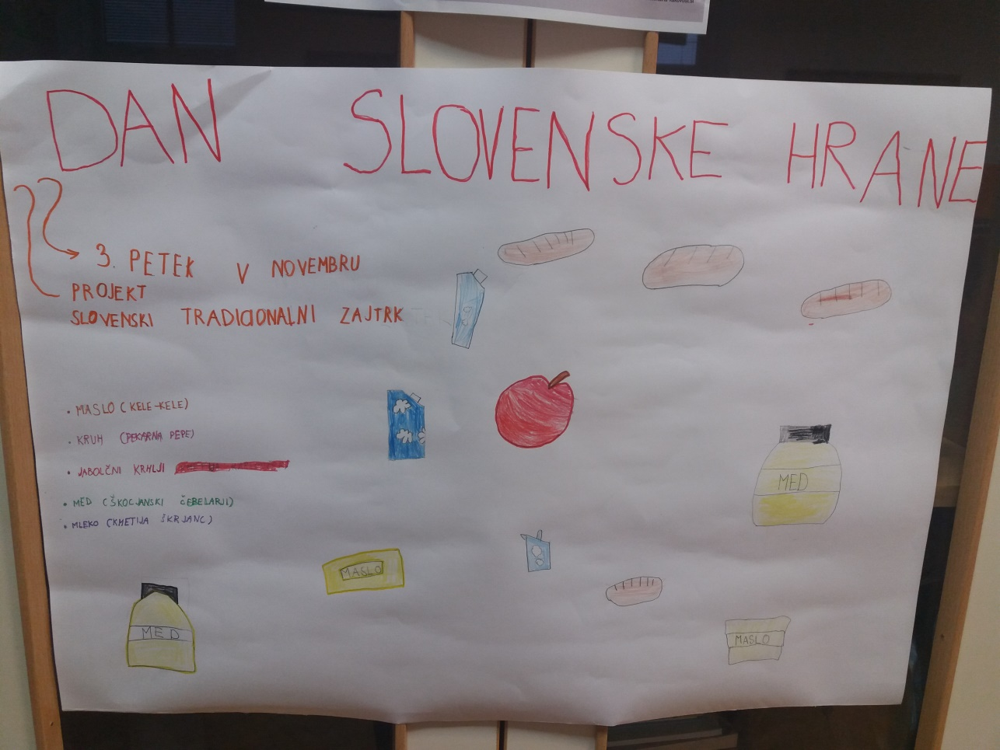 DAN SLOVENSKE HRANE
3. PETEK V NOVEMBRU
PROJEKT
SLOVENSKI TRADICIONALNI ZAJTRK
• MASLO (KELE-KELE)
• KRUH (PEKARNA PEPE)
• JABOLČNI KRHLJI
• MED (ŠKOCJANSKI ČEBELARJI)
• MLEKO (KMETIJA ŠKRJANC)
MED
MASLO
MED
MASLO